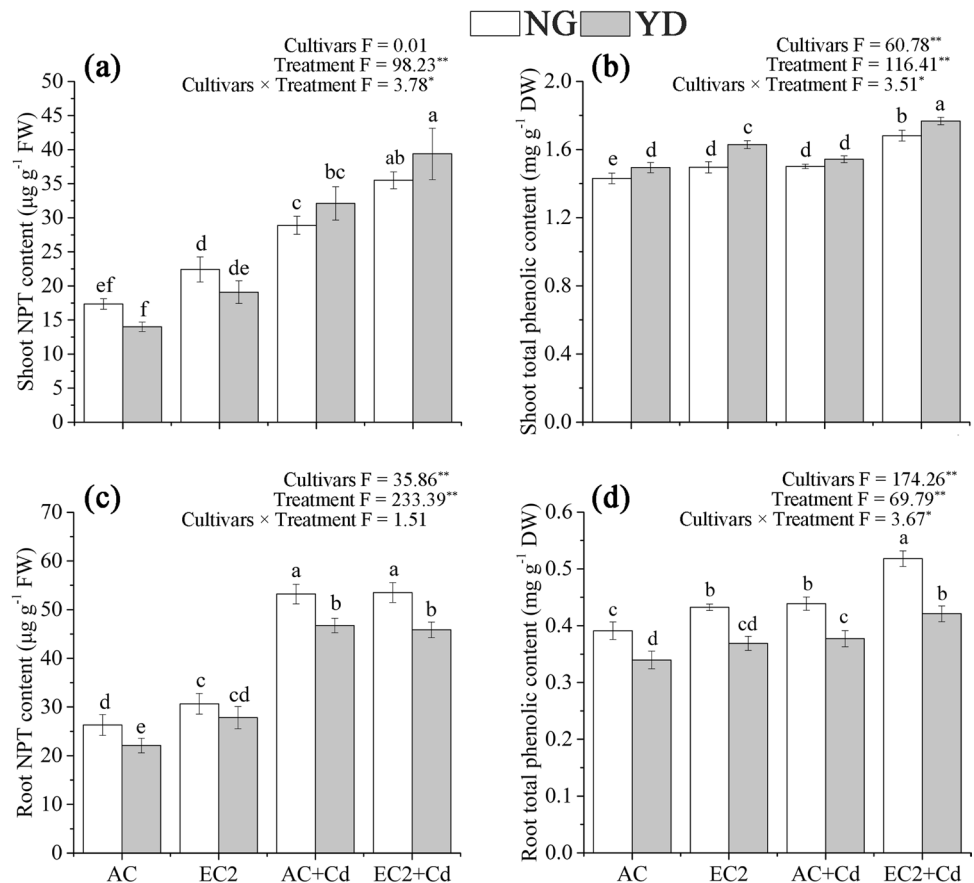 NG YD
(a)
Cultivars F = 0.01
Treatment F = 98.23**
Cultivars × Treatment F = 3.78*
Shoot NPT content (µg g-1 FW)
50
45
40
35
30
25
20
15
10
5
0
ef
f
d
de
c
bc
ab
a
(b)
Cultivars F = 60.78**
Treatment F = 116.41**
Cultivars × Treatment F = 3.51*
Shoot total phenolic content (mg g-1 DW)
2.0
1.6
1.2
0.8
0.4
0.0
e
d
d
c
d
d
b
a
(c)
Cultivars F = 35.86**
Treatment F = 233.39**
Cultivars × Treatment F = 1.51
Root NPT content (µg g-1 FW)
70
60
50
40
30
20
10
0
d
e
c
cd
a
b
a
b
AC EC2 AC+Cd EC2+Cd
(d)
Cultivars F = 174.26**
Treatment F = 69.79**
Cultivars × Treatment F = 3.67*
Root total phenolic content (mg g-1 DW)
0.6
0.5
0.4
0.3
0.2
0.1
0.0
c
d
b
cd
b
c
a
b
AC EC2 AC+Cd EC2+Cd